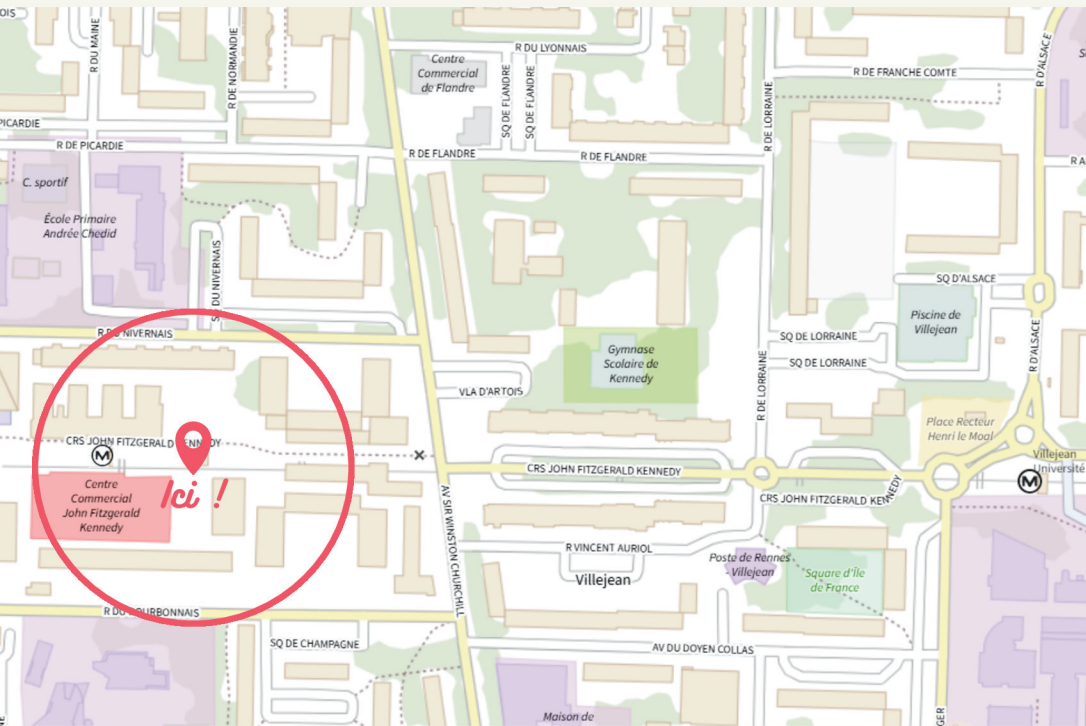 OIS
R DU MAINE
R DE NORMANDIE
Centre
Commercial
de Flandre
R DU LYONNAIS
R D'ALSACE
R DE FRANCHE COMTE
SQ DE FLANDRE
SQ DE FLANDRE
R DE LORRAINE
PICARDIE
R DE PICARDIE
R DE FLANDRE
R DE FLANDRE
R A
C. sportif
École Primaire
Andrée Chedid
SQ DU NIVERNAIS
SQ D'ALSACE
Piscine de
Villejean
R D'ALSACE
R DU NIVERNAIS
SQ DE LORRAINE
SQ DE LORRAINE
Gymnase
Scolaire de
Kennedy
VLA D'ARTOIS
R DE LORRAINE
Place Recteur
Henri le Moal
CRS JOHN FITZGERALD KENNEDY
M
Villejean
Université
M
CRS JOHN FITZGERALD KENNEDY
CRS JOHN FITZGERALD KENNEDY
Centre
Commercial
John Fitzgerald
Kennedy
Ici !
AV SIR WINSTON CHURCHILL
R VINCENT AURIOL
Villejean
Poste de Rennes
- Villejean
Square d'Île
de France
R DU BOURBONNAIS
SQ DE CHAMPAGNE
AV DU DOYEN COLLAS
Maison de
GER